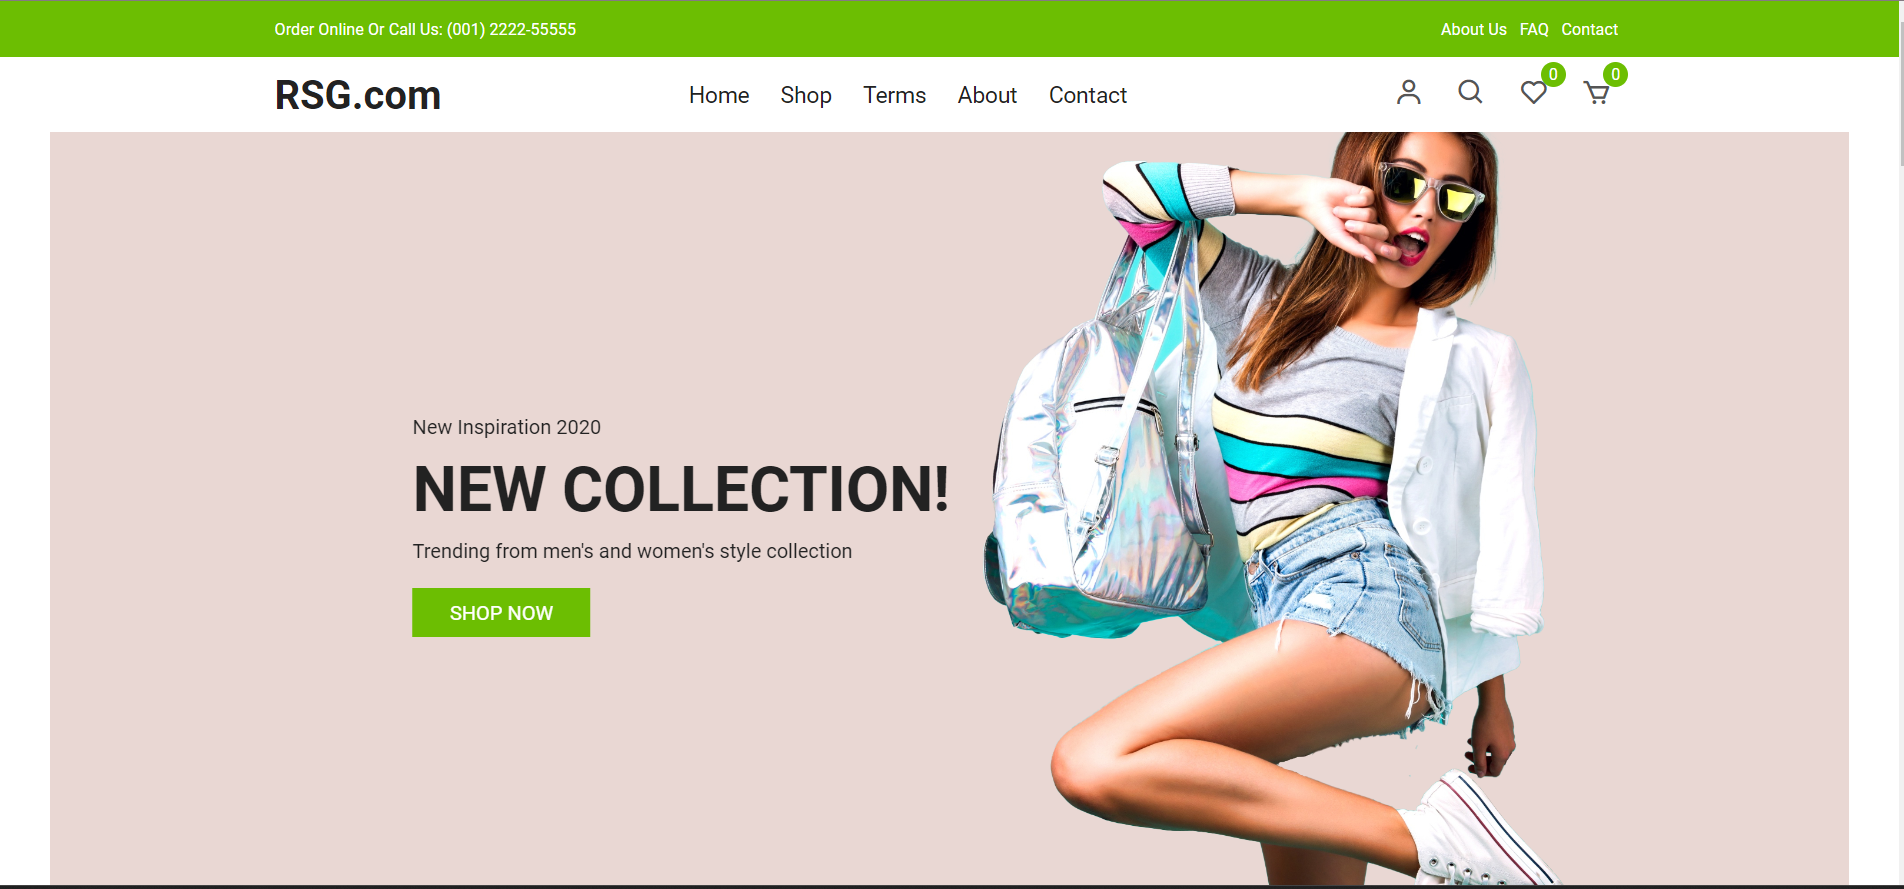 Order Online Or Call Us: (001) 2222-55555
About Us FAQ Contact
RSG.com
Home Shop Terms About Contact
0 0
New Inspiration 2020
NEW COLLECTION!
Trending from men's and women's style collection
SHOP NOW